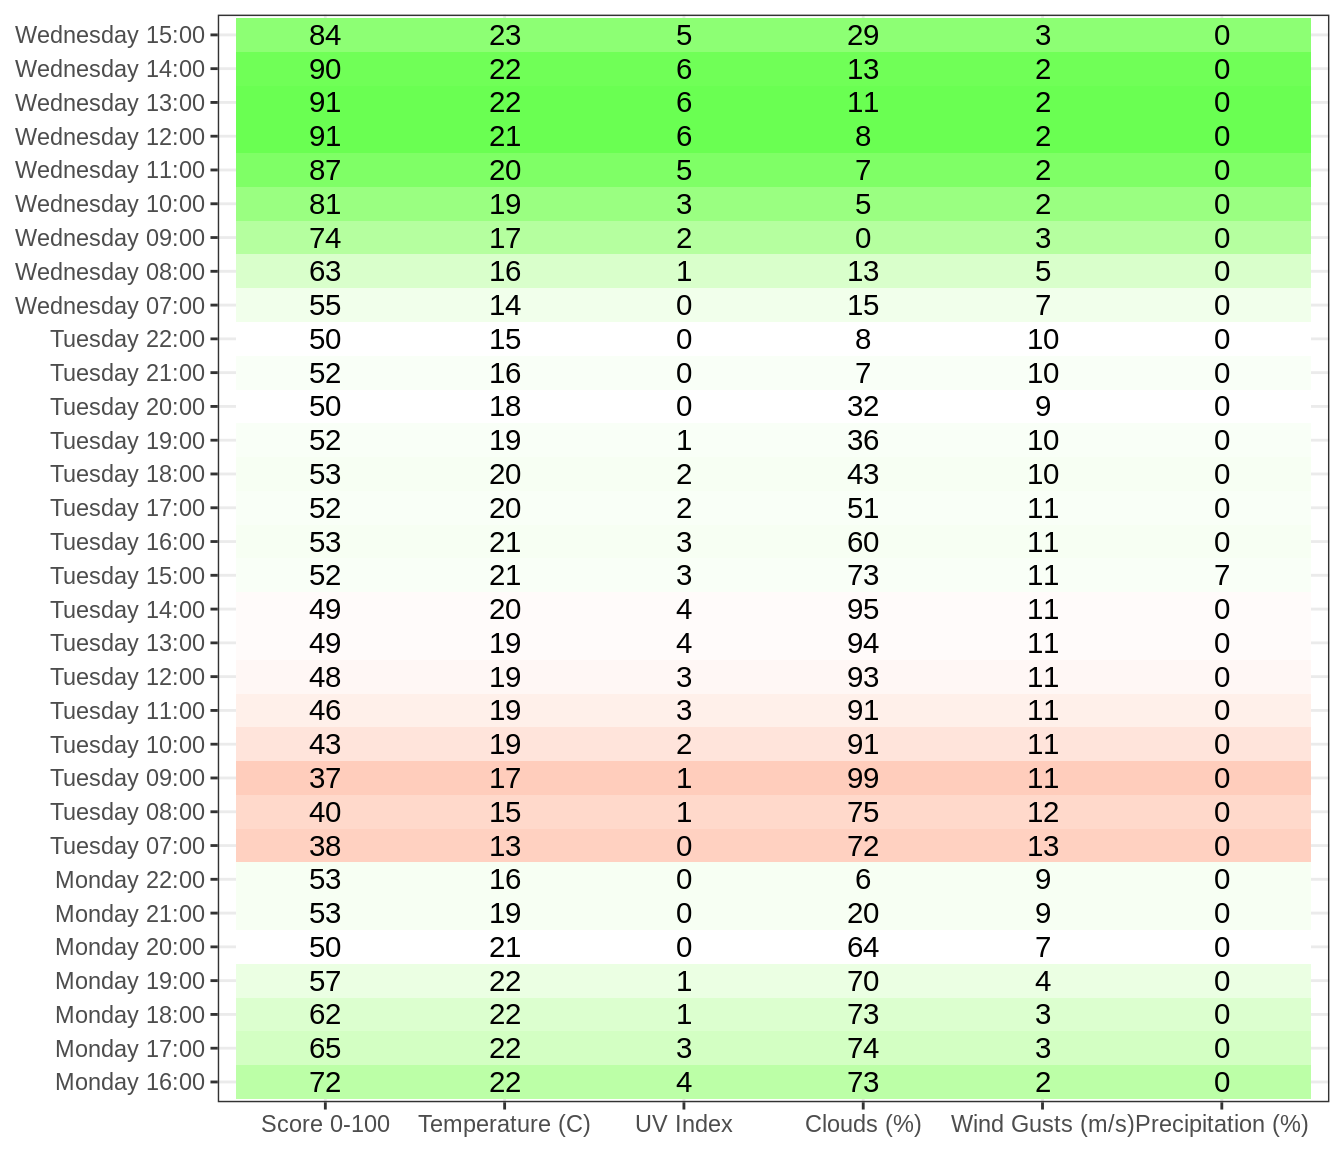 Wednesday 15:00 84 23 5 29 3 0
Wednesday 14:00 90 22 6 13 2 0
Wednesday 13:00 91 22 6 11 2 0
Wednesday 12:00 91 21 6 8 2 0
Wednesday 11:00 87 20 5 7 2 0
Wednesday 10:00 81 19 3 5 2 0
Wednesday 09:00 74 17 2 0 3 0
Wednesday 08:00 63 16 1 13 5 0
Wednesday 07:00 55 14 0 15 7 0
Tuesday 22:00 50 15 0 8 10 0
Tuesday 21:00 52 16 0 7 10 0
Tuesday 20:00 50 18 0 32 9 0
Tuesday 19:00 52 19 1 36 10 0
Tuesday 18:00 53 20 2 43 10 0
Tuesday 17:00 52 20 2 51 11 0
Tuesday 16:00 53 21 3 60 11 0
Tuesday 15:00 52 21 3 73 11 7
Tuesday 14:00 49 20 4 95 11 0
Tuesday 13:00 49 19 4 94 11 0
Tuesday 12:00 48 19 3 93 11 0
Tuesday 11:00 46 19 3 91 11 0
Tuesday 10:00 43 19 2 91 11 0
Tuesday 09:00 37 17 1 99 11 0
Tuesday 08:00 40 15 1 75 12 0
Tuesday 07:00 38 13 0 72 13 0
Monday 22:00 53 16 0 6 9 0
Monday 21:00 53 19 0 20 9 0
Monday 20:00 50 21 0 64 7 0
Monday 19:00 57 22 1 70 4 0
Monday 18:00 62 22 1 73 3 0
Monday 17:00 65 22 3 74 3 0
Monday 16:00 72 22 4 73 2 0
Score 0-100 Temperature (C) UV Index Clouds (%) Wind Gusts (m/s) Precipitation (%)